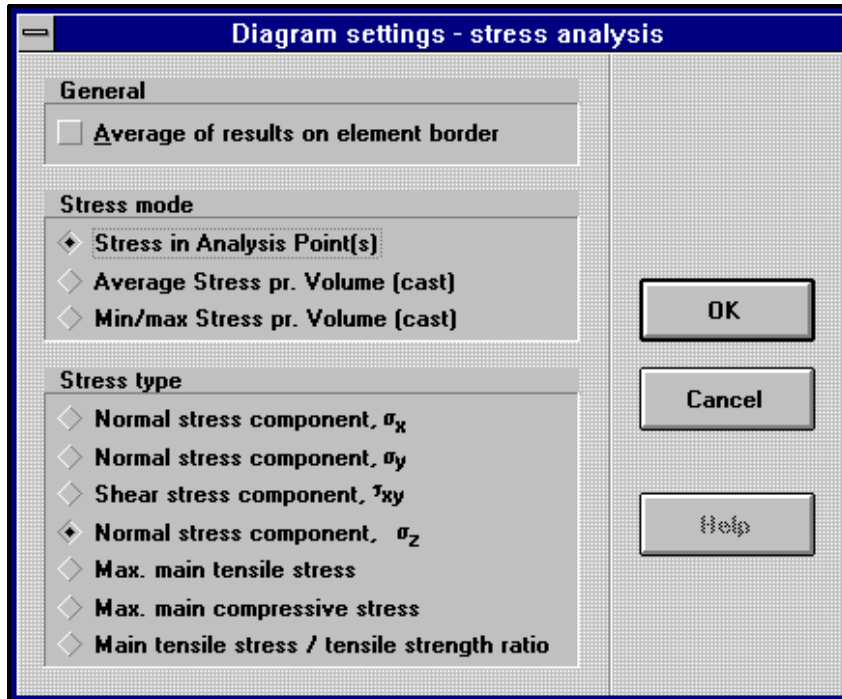 Diagram settings - stress analysis
General
Average of results on element border
Stress mode
Stress in Analysis Point(s)
Average Stress pr. Volume (cast)
Min/max Stress pr. Volume (cast)
Stress type
Normal stress component, σx
Normal stress component, σy
Shear stress component, τxy
Normal stress component, σz
Max. main tensile stress
Max. main compressive stress
Main tensile stress / tensile strength ratio
OK
Cancel
Help